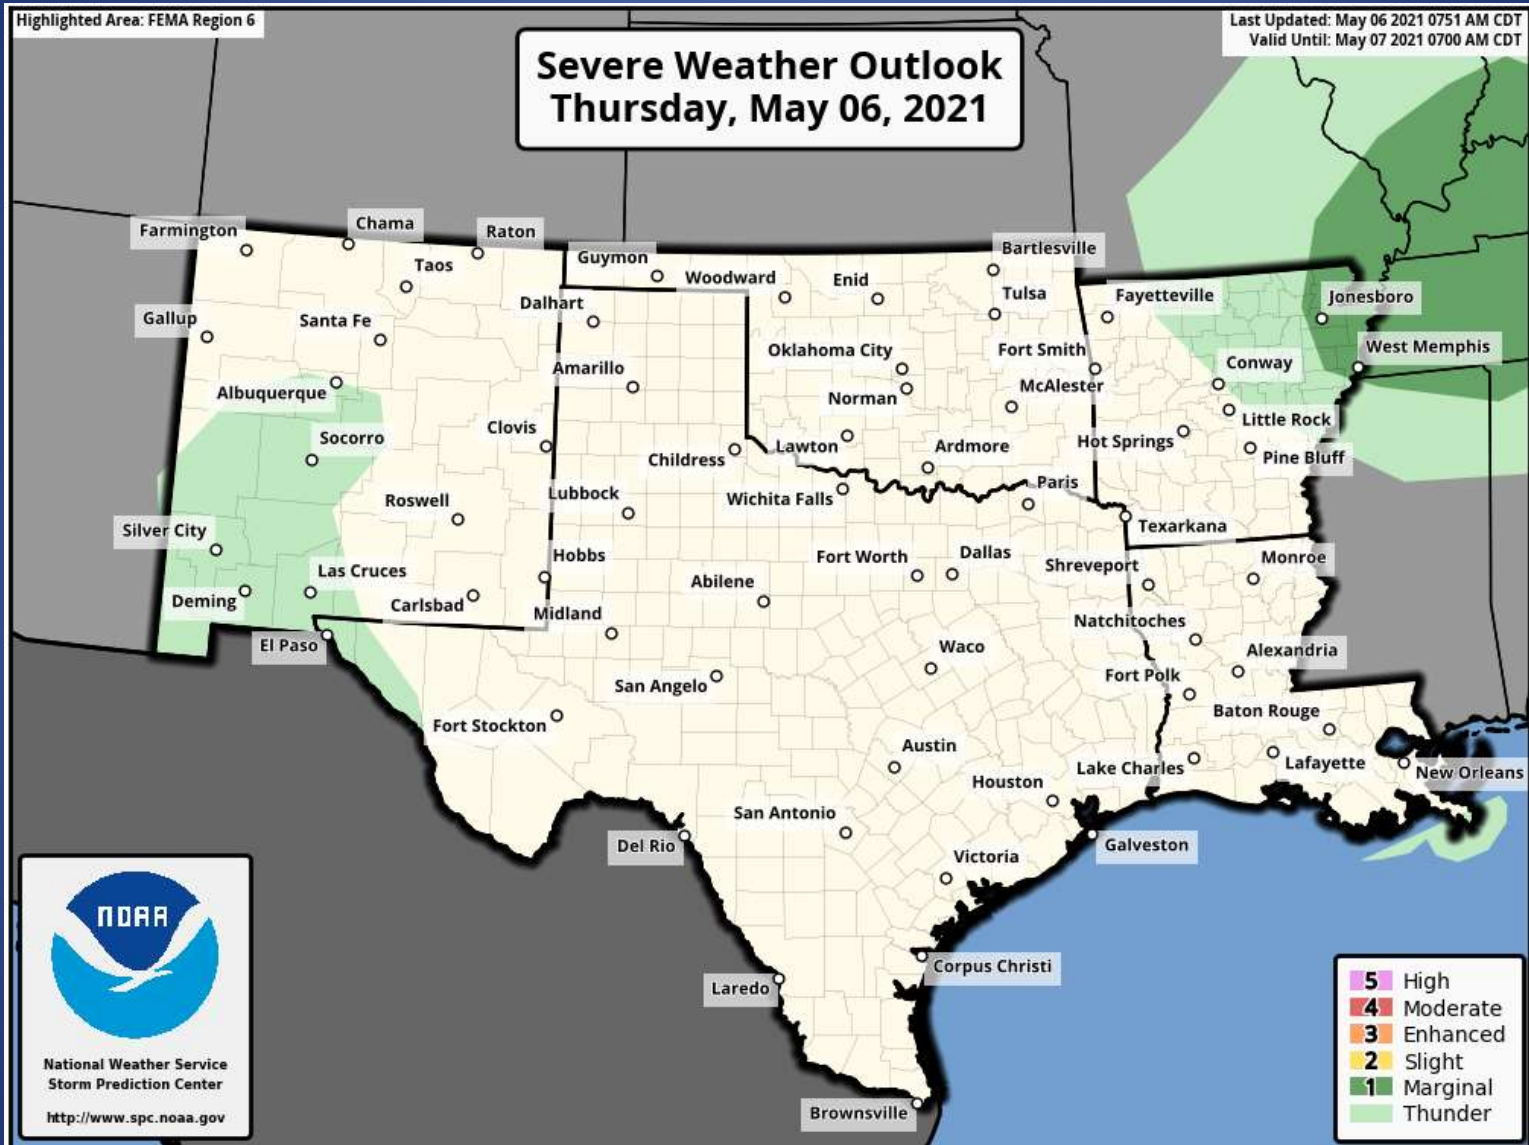 Highlighted Area: FEMA Region 6
Last Updated: May 06 2021 0751 AM CDT
Valid Until: May 07 2021 0700 AM CDT
Severe Weather Outlook
Thursday, May 06, 2021
Farmington
Chama
Raton
Taos
Guymon
Woodward
Enid
Bartlesville
Tulsa
Fayetteville
Jonesboro
Gallup
Santa Fe
Dalhart
Oklahoma City
Fort Smith
West Memphis
Amarillo
Conway
Albuquerque
Norman
McAlester
Little Rock
Socorro
Clovis
Childress
Lawton
Ardmore
Hot Springs
Pine Bluff
Roswell
Lubbock
Wichita Falls
Paris
Texarkana
Silver City
Hobbs
Fort Worth
Dallas
Shreveport
Monroe
Las Cruces
Abilene
Deming
Carlsbad
Midland
Natchitoches
El Paso
Waco
Alexandria
San Angelo
Fort Polk
Fort Stockton
Baton Rouge
Austin
Lake Charles
Lafayette
New Orleans
Houston
San Antonio
Del Rio
Galveston
Victoria
Corpus Christi
Laredo
Brownsville
NOAA
National Weather Service
Storm Prediction Center
http://www.spc.noaa.gov
5 High
4 Moderate
3 Enhanced
2 Slight
1 Marginal
Thunder